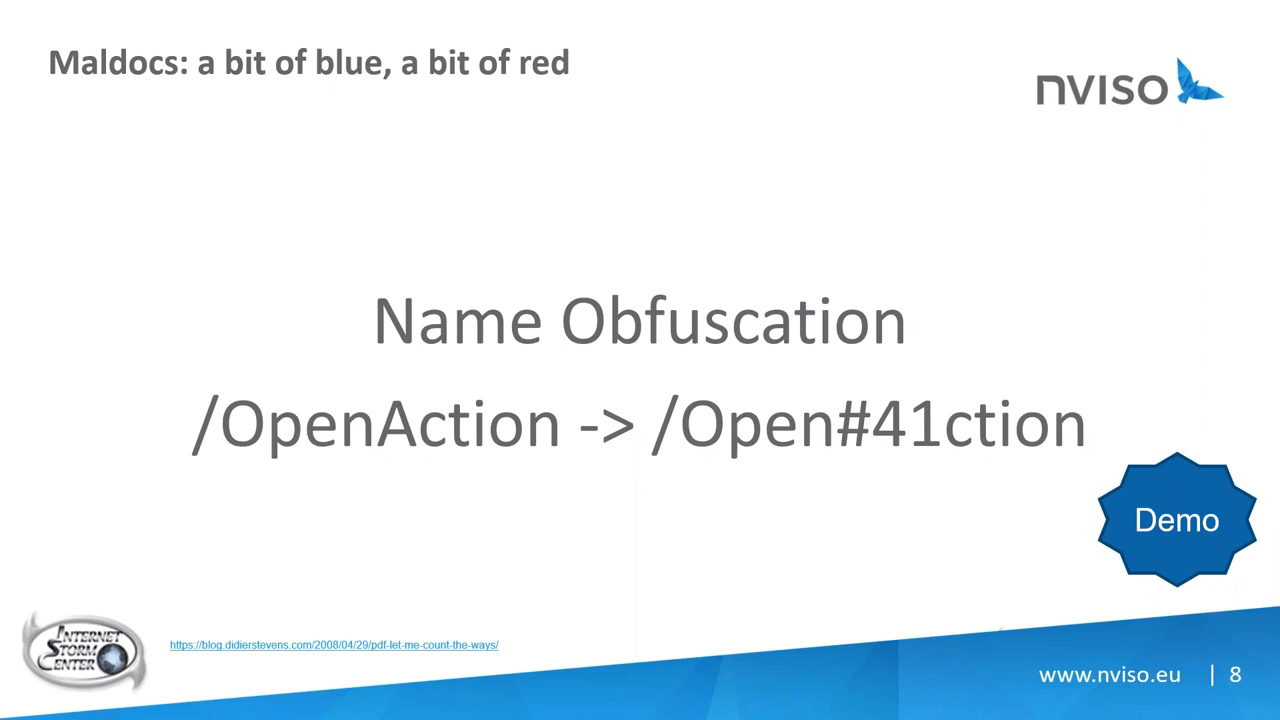 Maldocs: a bit of blue, a bit of red
nviso
Name Obfuscation
/OpenAction -> /Open#41ction
Demo
INTERNET
STORM
CENTER
https://blog.didierstevens.com/2008/04/29/pdf-let-me-count-the-ways/
www.nviso.eu | 8